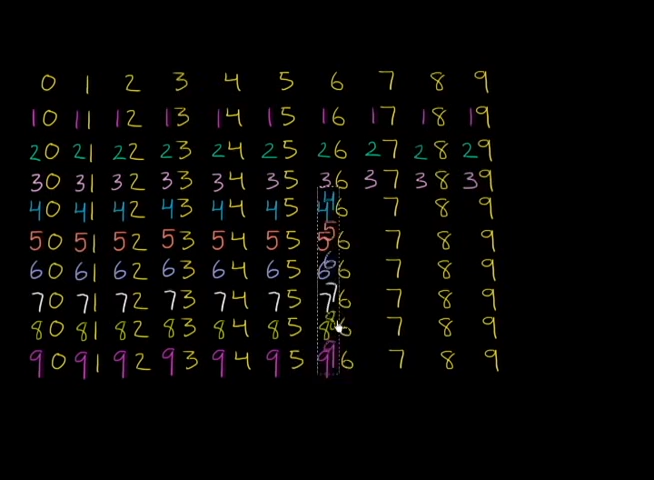 0 1 2 3 4 5 6 7 8 9
10 11 12 13 14 15 16 17 18 19
20 21 22 23 24 25 26 27 28 29
30 31 32 33 34 35 36 37 38 39
40 41 42 43 44 45 46 7 8 9
50 51 52 53 54 55 56 7 8 9
60 61 62 63 64 65 66 7 8 9
70 71 72 73 74 75 76 7 8 9
80 81 82 83 84 85 86 7 8 9
90 91 92 93 94 95 96 7 8 9